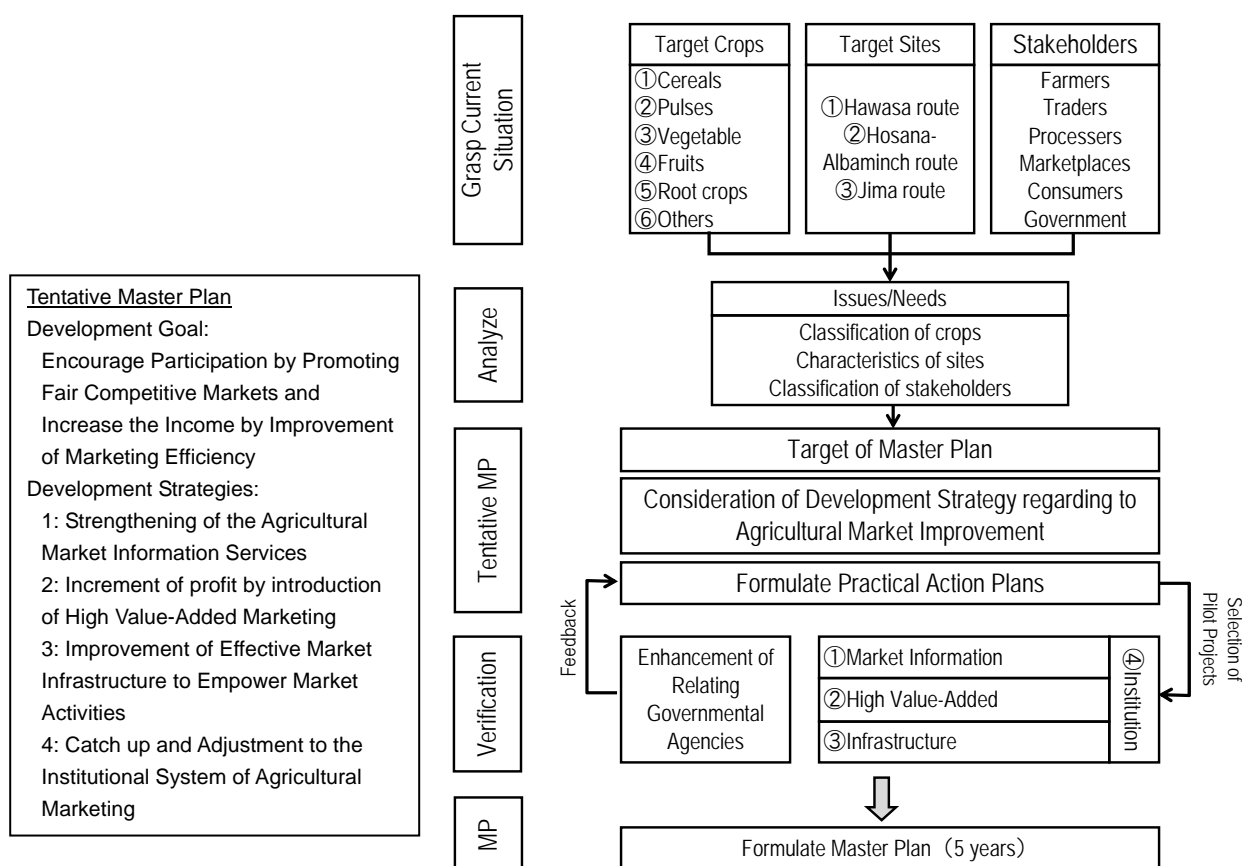 Grasp Current
Situation
Target Crops
①Cereals
②Pulses
③Vegetable
④Fruits
⑤Root crops
⑥Others
Target Sites
①Hawasa route
②Hosana-
Albaminch route
③Jima route
Stakeholders
Farmers
Traders
Processers
Marketplaces
Consumers
Government
Tentative Master Plan
Development Goal:
Encourage Participation by Promoting
Fair Competitive Markets and
Increase the Income by Improvement
of Marketing Efficiency
Development Strategies:
1: Strengthening of the Agricultural
Market Information Services
2: Increment of profit by introduction
of High Value-Added Marketing
3: Improvement of Effective Market
Infrastructure to Empower Market
Activities
4: Catch up and Adjustment to the
Institutional System of Agricultural
Marketing
Analyze
Issues/Needs
Classification of crops
Characteristics of sites
Classification of stakeholders
Tentative MP
Target of Master Plan
Consideration of Development Strategy regarding to
Agricultural Market Improvement
Formulate Practical Action Plans
Feedback
Selection of
Pilot Projects
Verification
Enhancement of
Relating
Governmental
Agencies
①Market Information
②High Value-Added
③Infrastructure
④Institution
MP
Formulate Master Plan（5 years）